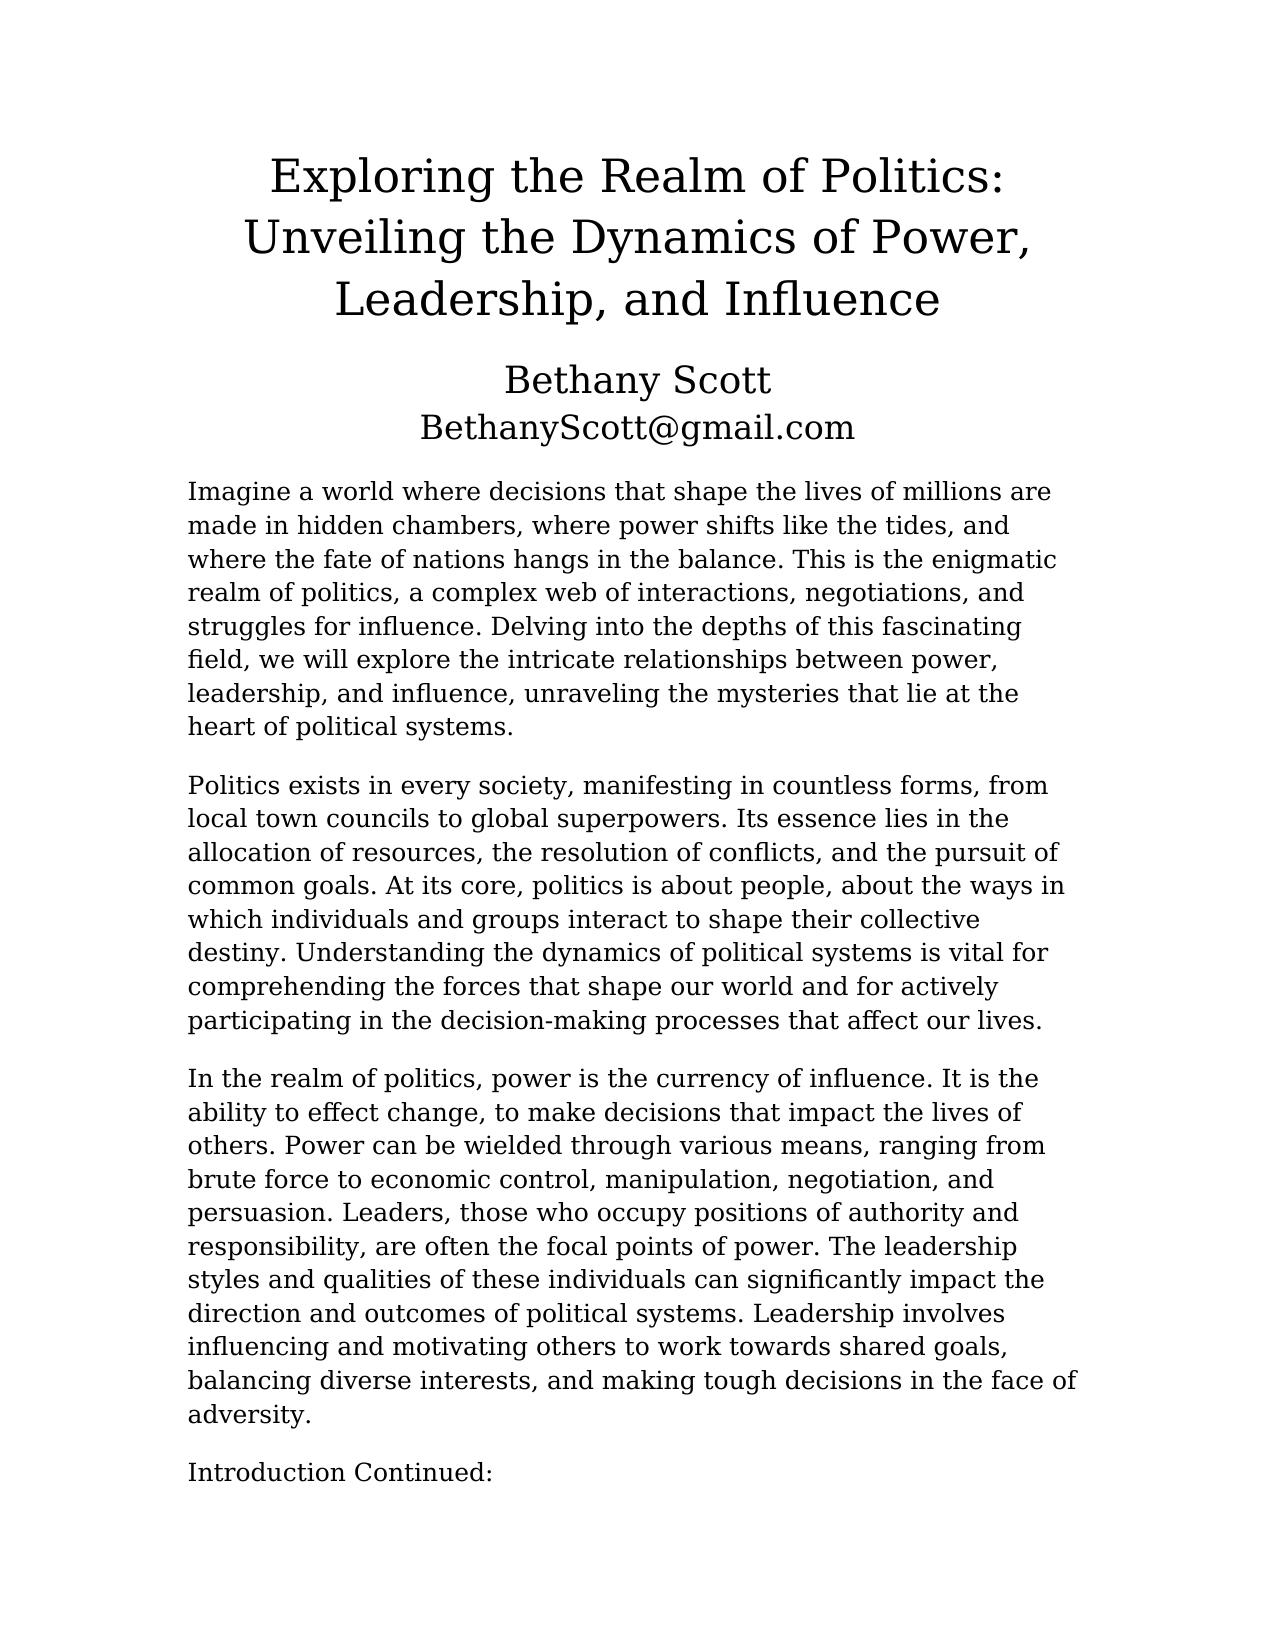 Exploring the Realm of Politics:
Unveiling the Dynamics of Power,
Leadership, and Influence
Bethany Scott
BethanyScott@gmail.com
Imagine a world where decisions that shape the lives of millions are
made in hidden chambers, where power shifts like the tides, and
where the fate of nations hangs in the balance. This is the enigmatic
realm of politics, a complex web of interactions, negotiations, and
struggles for influence. Delving into the depths of this fascinating
field, we will explore the intricate relationships between power,
leadership, and influence, unraveling the mysteries that lie at the
heart of political systems.
Politics exists in every society, manifesting in countless forms, from
local town councils to global superpowers. Its essence lies in the
allocation of resources, the resolution of conflicts, and the pursuit of
common goals. At its core, politics is about people, about the ways in
which individuals and groups interact to shape their collective
destiny. Understanding the dynamics of political systems is vital for
comprehending the forces that shape our world and for actively
participating in the decision-making processes that affect our lives.
In the realm of politics, power is the currency of influence. It is the
ability to effect change, to make decisions that impact the lives of
others. Power can be wielded through various means, ranging from
brute force to economic control, manipulation, negotiation, and
persuasion. Leaders, those who occupy positions of authority and
responsibility, are often the focal points of power. The leadership
styles and qualities of these individuals can significantly impact the
direction and outcomes of political systems. Leadership involves
influencing and motivating others to work towards shared goals,
balancing diverse interests, and making tough decisions in the face of
adversity.
Introduction Continued: